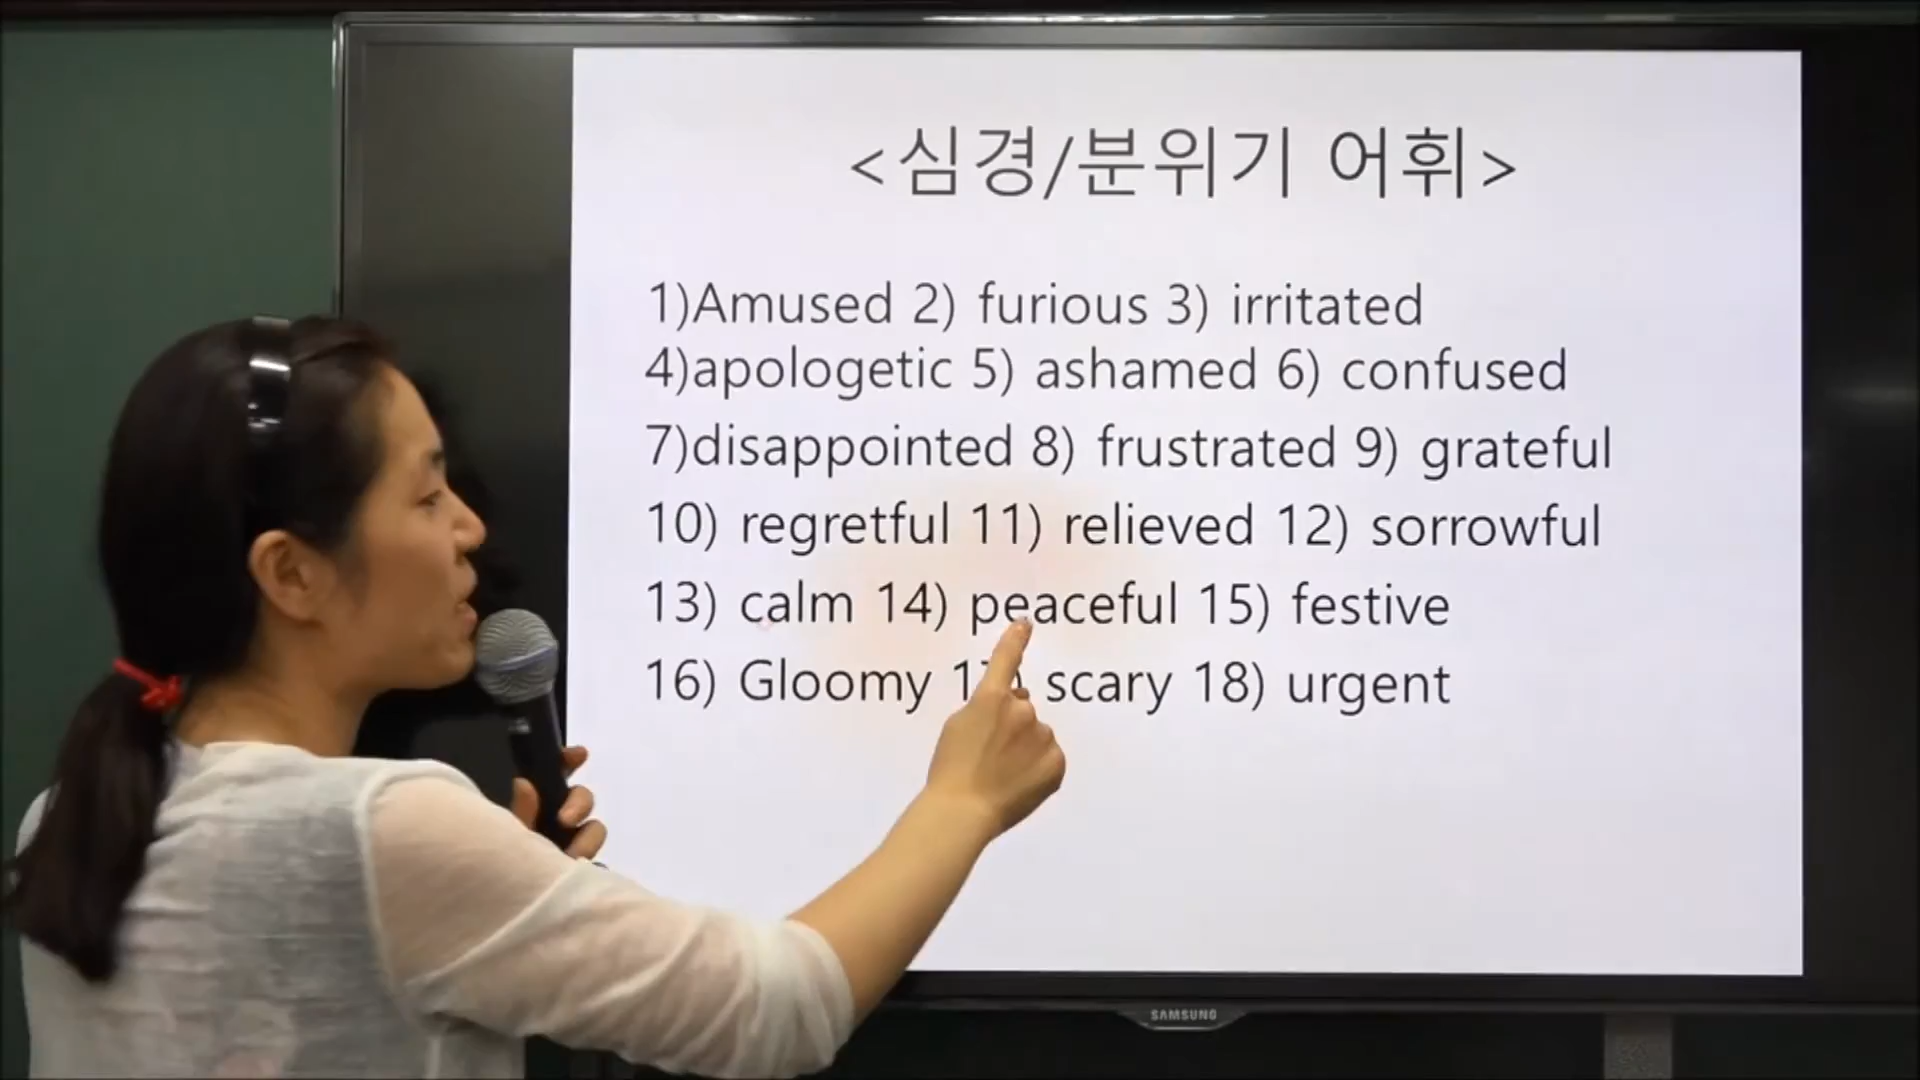 <심경/분위기 어휘>
1)Amused 2) furious 3) irritated
4)apologetic 5) ashamed 6) confused
7)disappointed 8) frustrated 9) grateful
10) regretful 11) relieved 12) sorrowful
13) calm 14) peaceful 15) festive
16) Gloomy scary 18) urgent
SAMSUNG